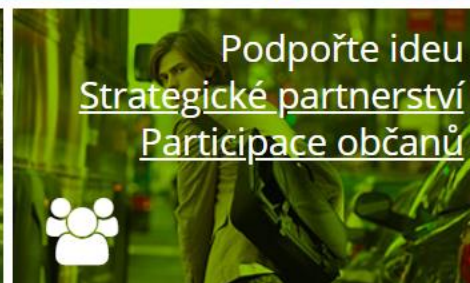 Podpořte ideu
Strategické partnerství
Participace občanů